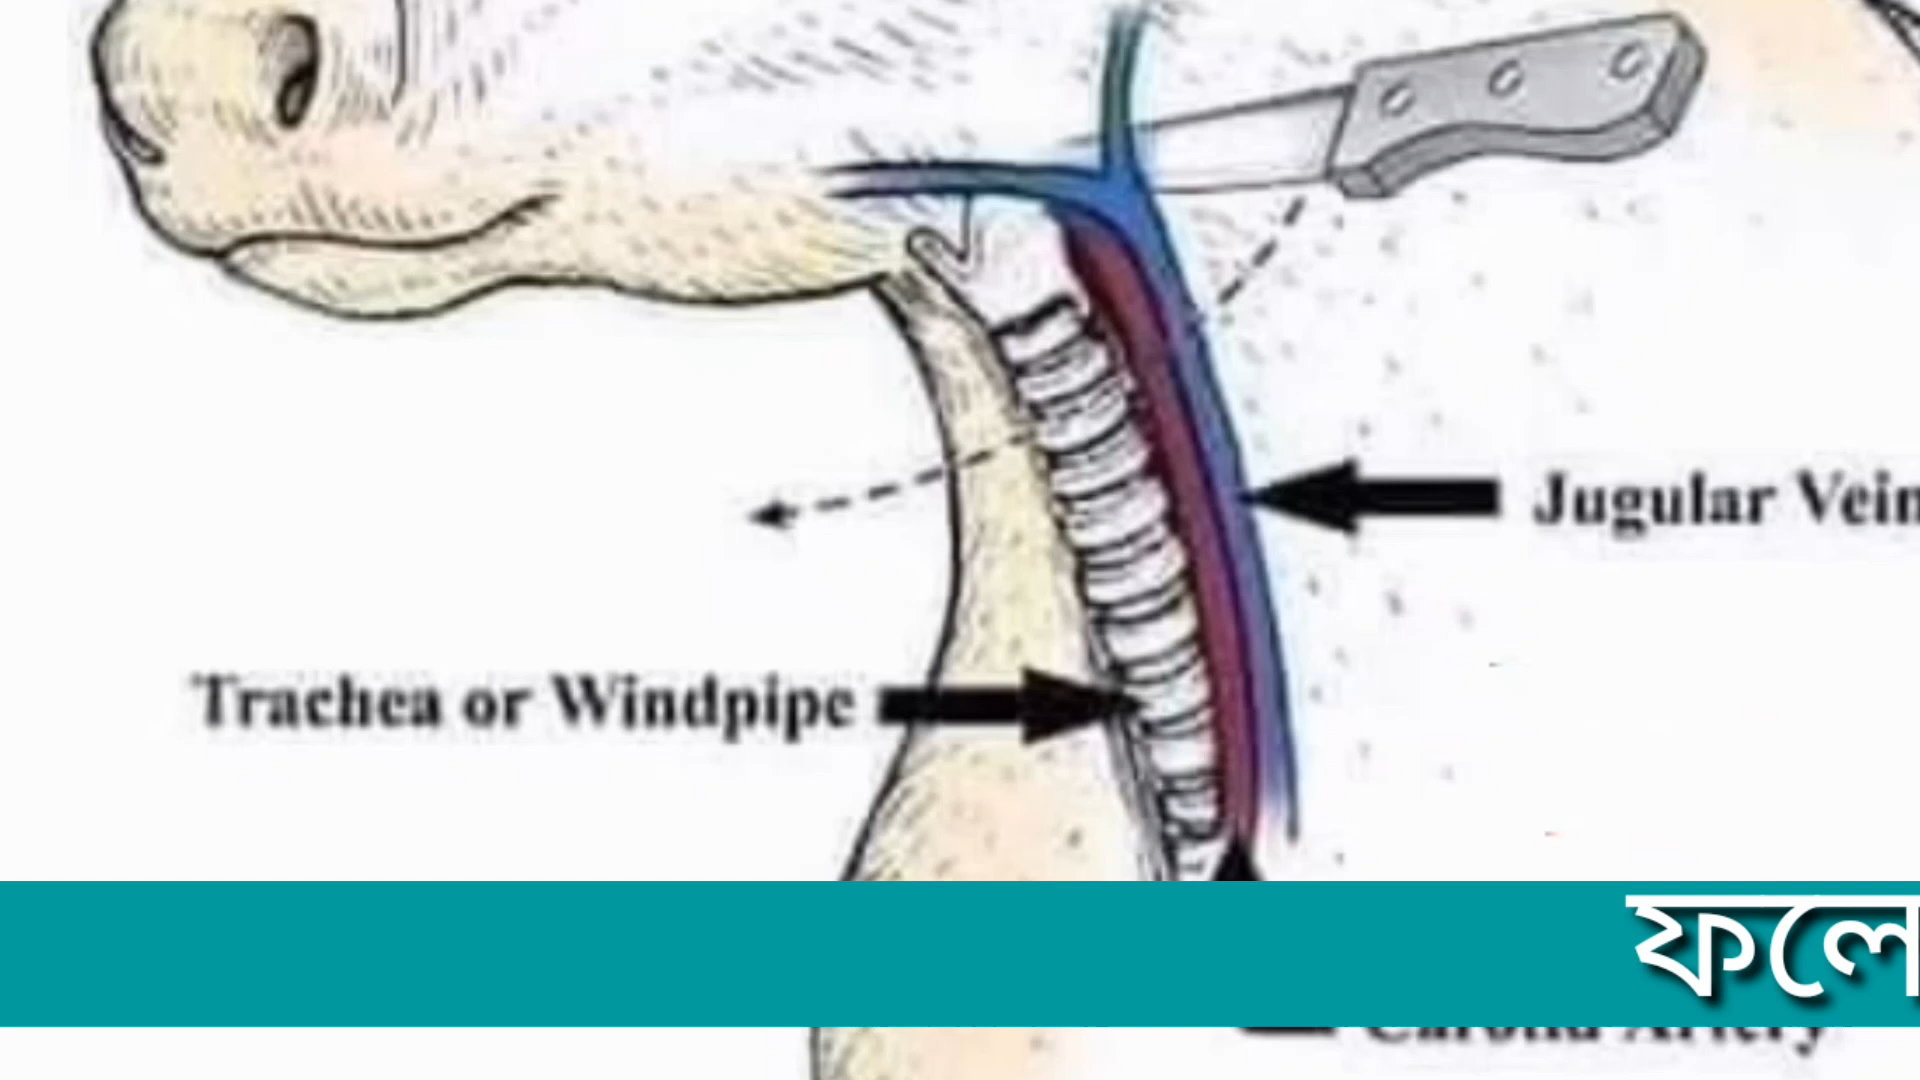 Jugular Vein
Trachea or Windpipe
ফলে
Carotid Artery